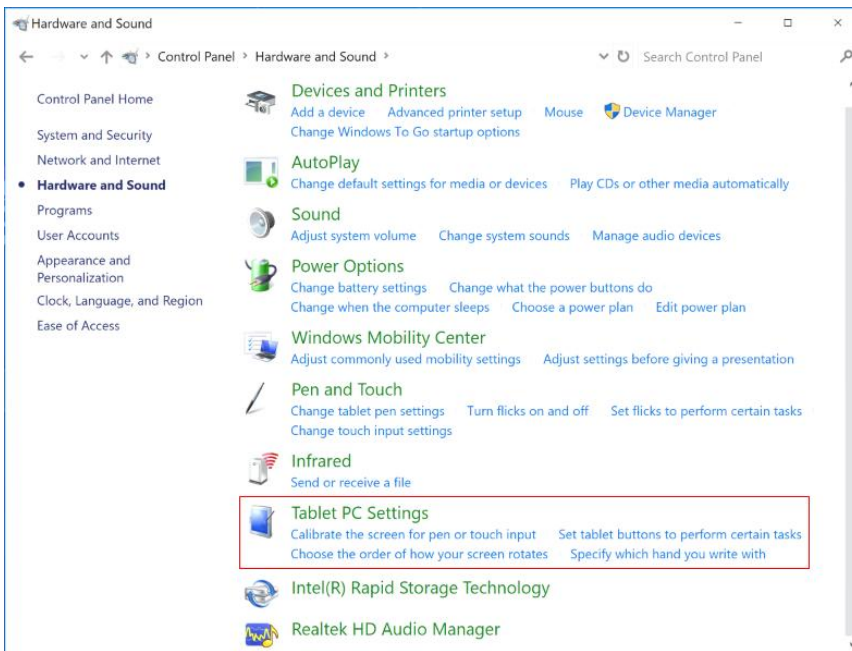 Hardware and Sound
Control Panel › Hardware and Sound ›
Search Control Panel
Control Panel Home
System and Security
Network and Internet
Hardware and Sound
Programs
User Accounts
Appearance and
Personalization
Clock, Language, and Region
Ease of Access
Devices and Printers
Add a device Advanced printer setup Mouse Device Manager
Change Windows To Go startup options
AutoPlay
Change default settings for media or devices Play CDs or other media automatically
Sound
Adjust system volume Change system sounds Manage audio devices
Power Options
Change battery settings Change what the power buttons do
Change when the computer sleeps Choose a power plan Edit power plan
Windows Mobility Center
Adjust commonly used mobility settings Adjust settings before giving a presentation
Pen and Touch
Change tablet pen settings Turn flicks on and off Set flicks to perform certain tasks
Change touch input settings
Infrared
Send or receive a file
Tablet PC Settings
Calibrate the screen for pen or touch input Set tablet buttons to perform certain tasks
Choose the order of how your screen rotates Specify which hand you write with
Intel(R) Rapid Storage Technology
Realtek HD Audio Manager